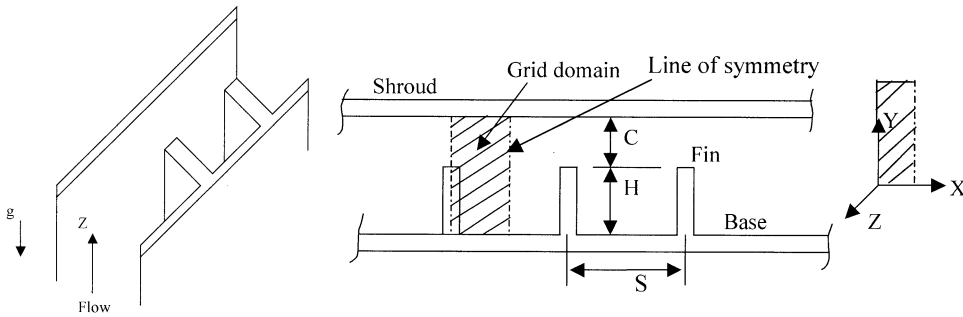 g
Z
Flow
Shroud
Grid domain
Line of symmetry
C
Fin
H
Base
S
Y
X
Z